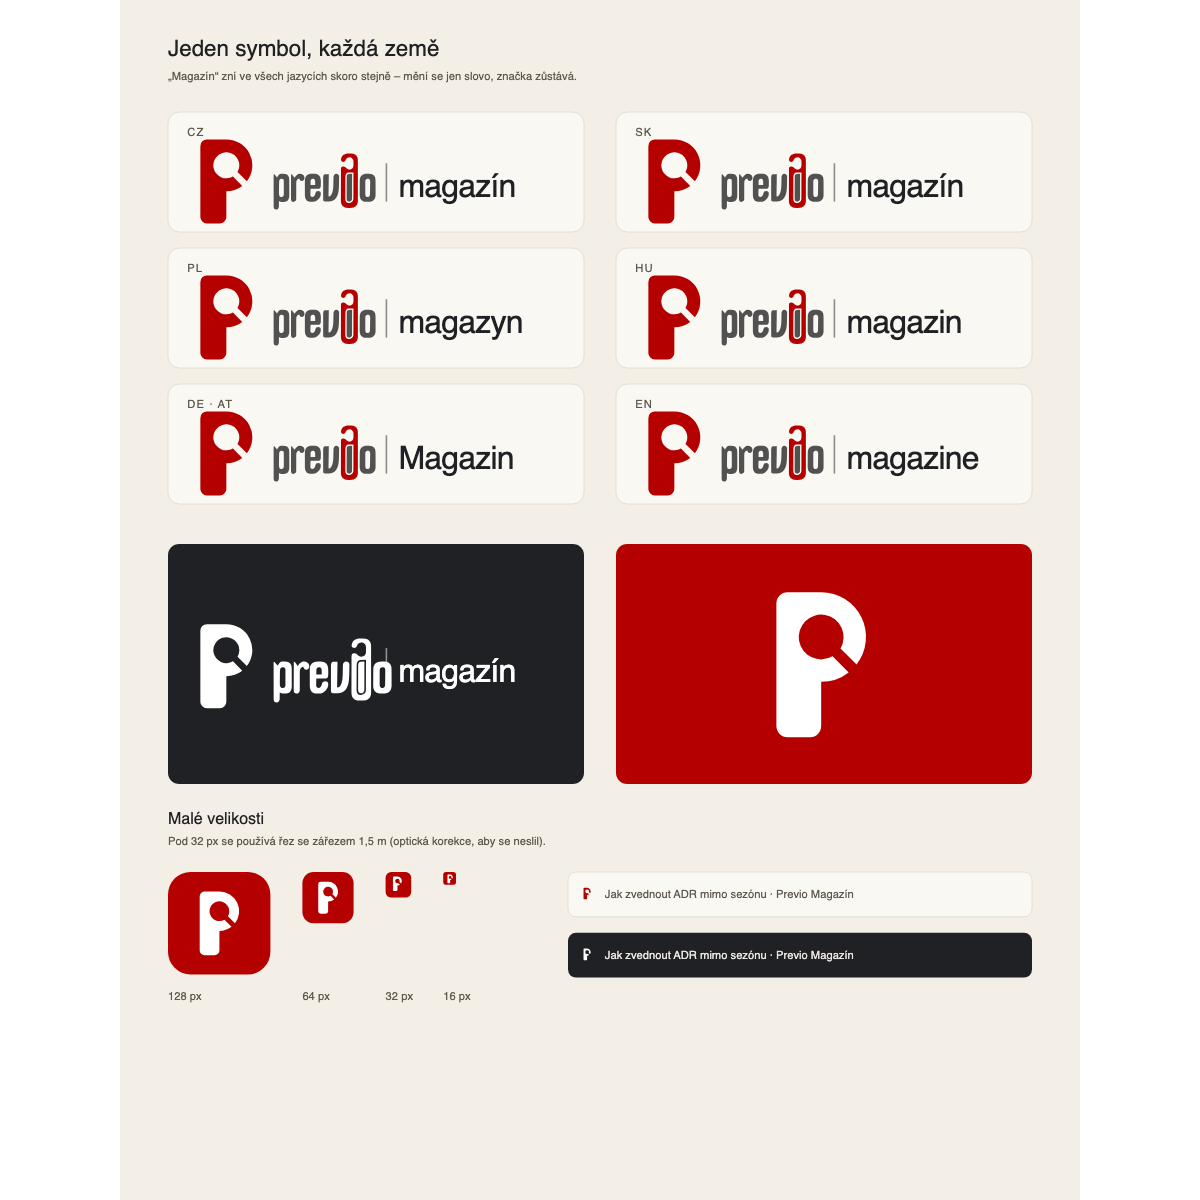 Jeden symbol, každá země
„Magazín“ zní ve všech jazycích skoro stejně – mění se jen slovo, značka zůstává.
CZ
P previo magazín
SK
P previo magazín
PL
P previo magazyn
HU
P previo magazin
DE · AT
P previo Magazin
EN
P previo magazine
P previo magazín
P
Malé velikosti
Pod 32 px se používá řez se zářezem 1,5 m (optická korekce, aby se neslil).
P
P
P
P
128 px
64 px
32 px
16 px
P Jak zvednout ADR mimo sezónu · Previo Magazín
P Jak zvednout ADR mimo sezónu · Previo Magazín